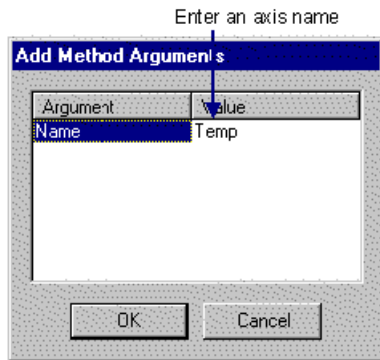 Enter an axis name
Add Method Arguments
Argument Value
Name Temp
OK Cancel